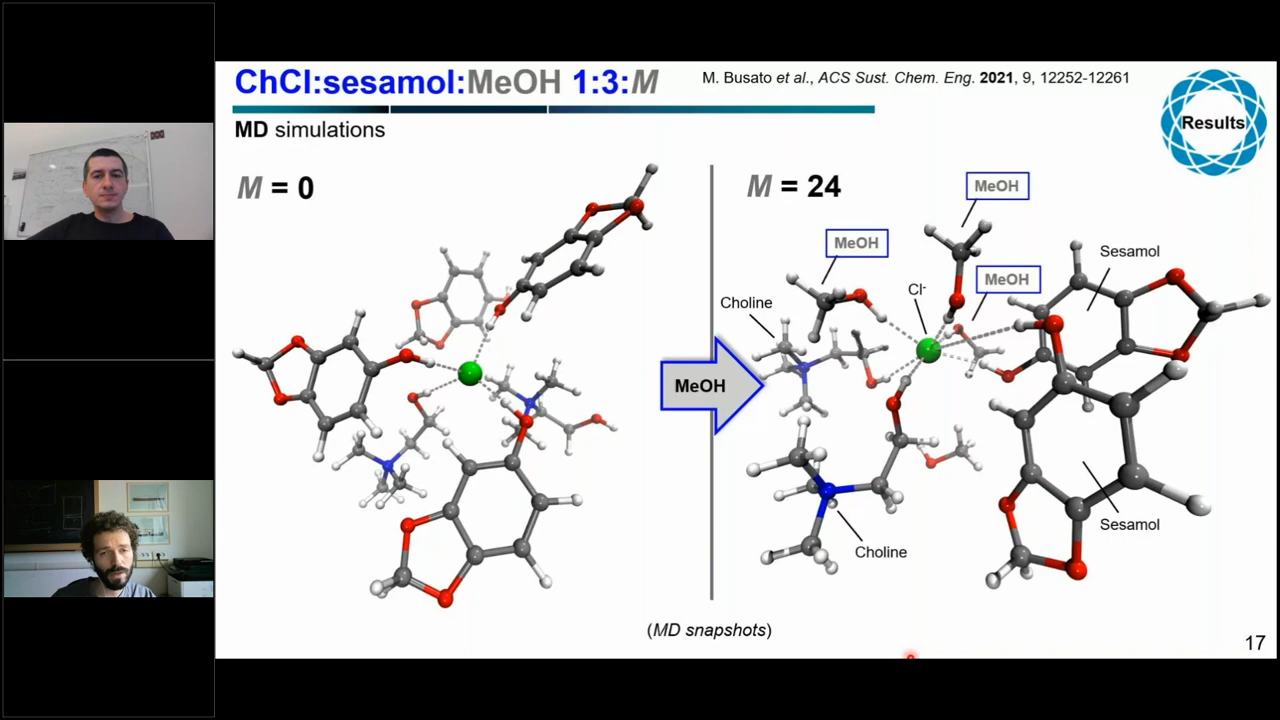 ChCl:sesamol:MeOH 1:3:M
M. Busato et al., ACS Sust. Chem. Eng. 2021, 9, 12252-12261
Results
MD simulations
M = 0
M = 24
MeOH
MeOH
MeOH
Sesamol
Cl-
Choline
MeOH
Sesamol
Choline
(MD snapshots)
17